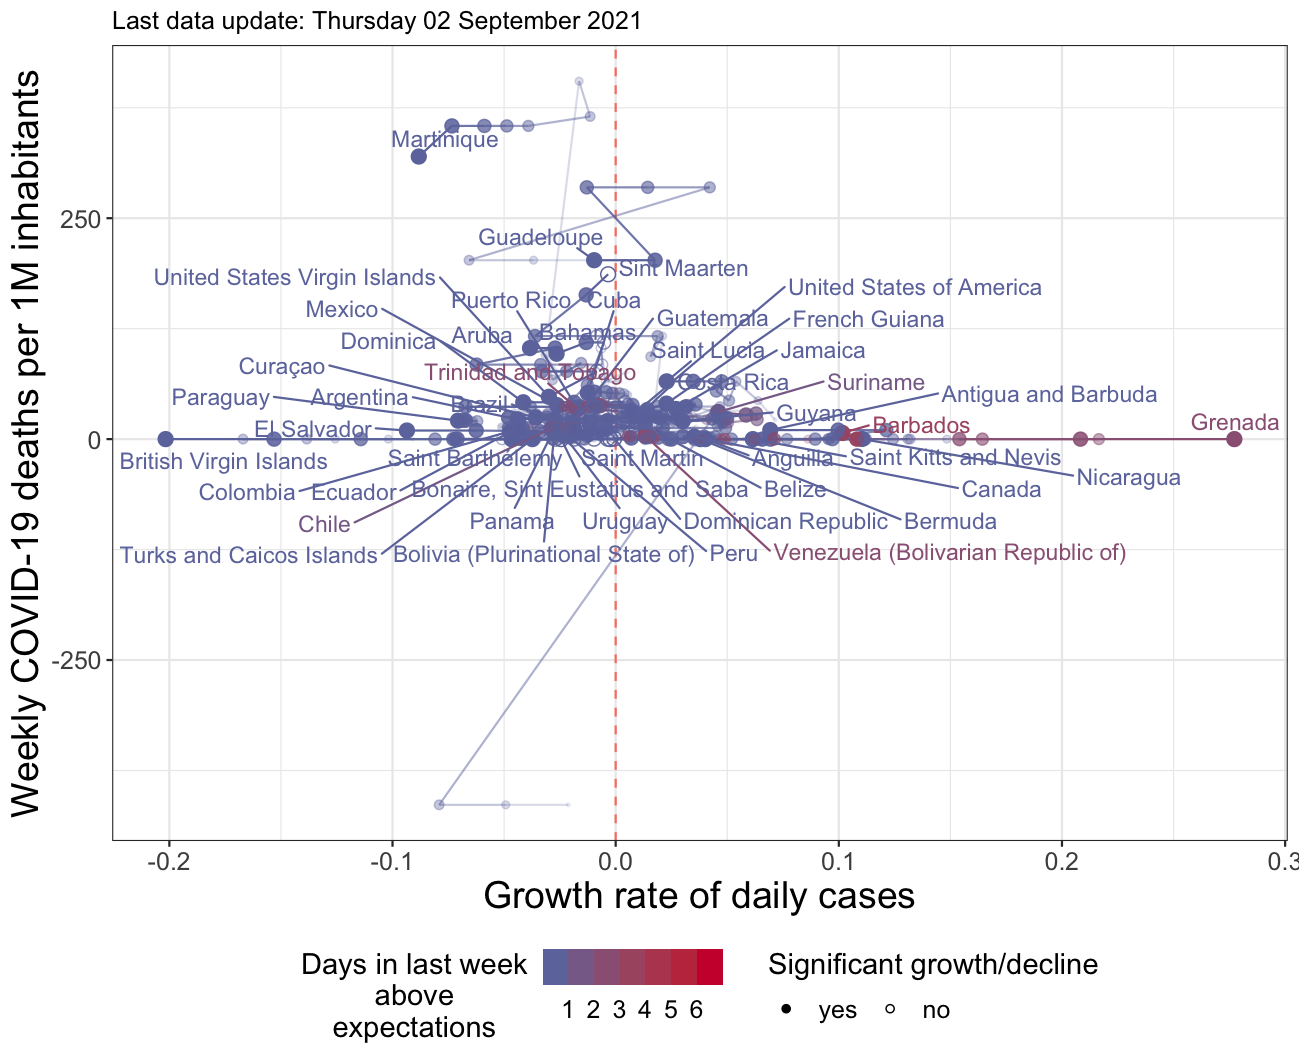 Last data update: Thursday 02 September 2021
Weekly COVID-19 deaths per 1M inhabitants
250
0
-250
Martinique
Guadeloupe
Sint Maarten
United States Virgin Islands
United States of America
Puerto Rico
Cuba
Mexico
Guatemala
French Guiana
Dominica
Aruba
Bahamas
Saint Lucia
Jamaica
Curaçao
Trinidad and Tobago
Costa Rica
Suriname
Paraguay
Argentina
Brazil
Antigua and Barbuda
Guyana
El Salvador
Barbados
Grenada
British Virgin Islands
Saint Barthélemy
Saint Martin
Anguilla
Saint Kitts and Nevis
Nicaragua
Colombia
Ecuador
Bonaire, Sint Eustatius and Saba
Belize
Canada
Chile
Panama
Uruguay
Dominican Republic
Bermuda
Turks and Caicos Islands
Bolivia (Plurinational State of)
Peru
Venezuela (Bolivarian Republic of)
-0.2
-0.1
0.0
0.1
0.2
0.3
Growth rate of daily cases
Days in last week
above
expectations
1 2 3 4 5 6
Significant growth/decline
yes
no